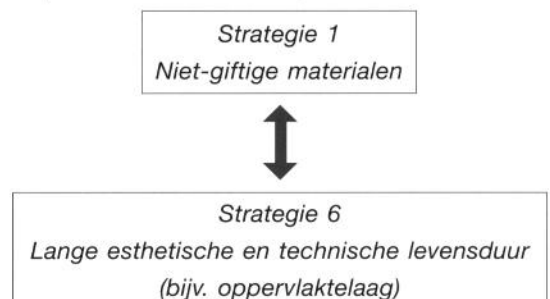 Strategie 1
Niet-giftige materialen
Strategie 6
Lange esthetische en technische levensduur
(bijv. oppervlaktelaag)